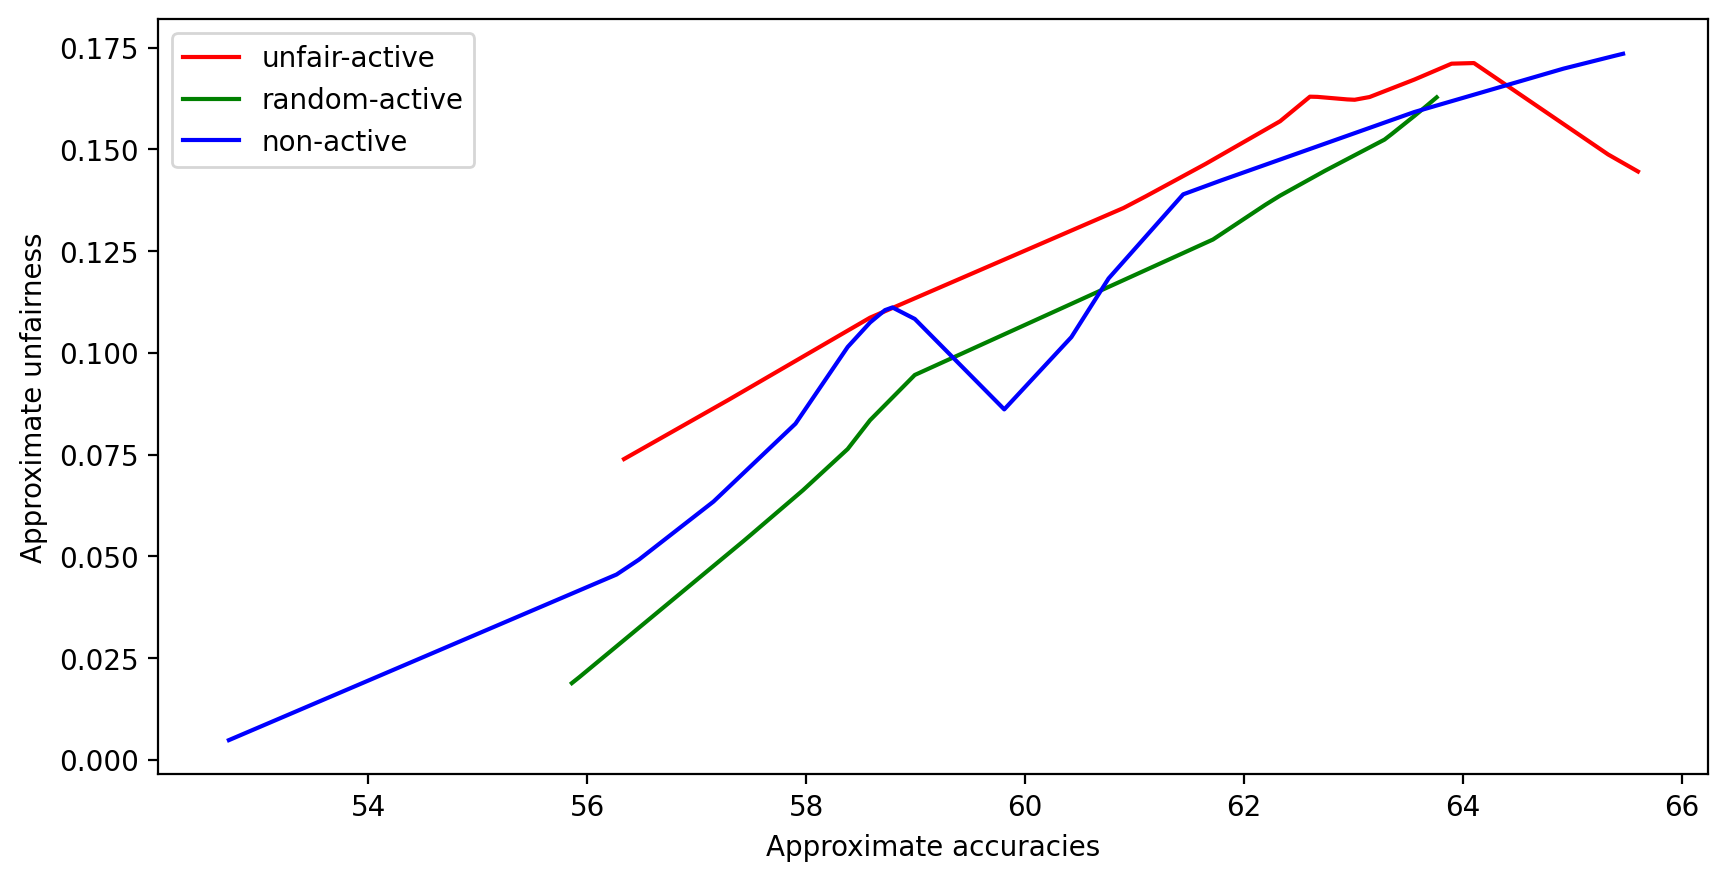 unfair-active
random-active
non-active
0.175
0.150
0.125
0.100
0.075
0.050
0.025
0.000
Approximate unfairness
54 56 58 60 62 64 66
Approximate accuracies